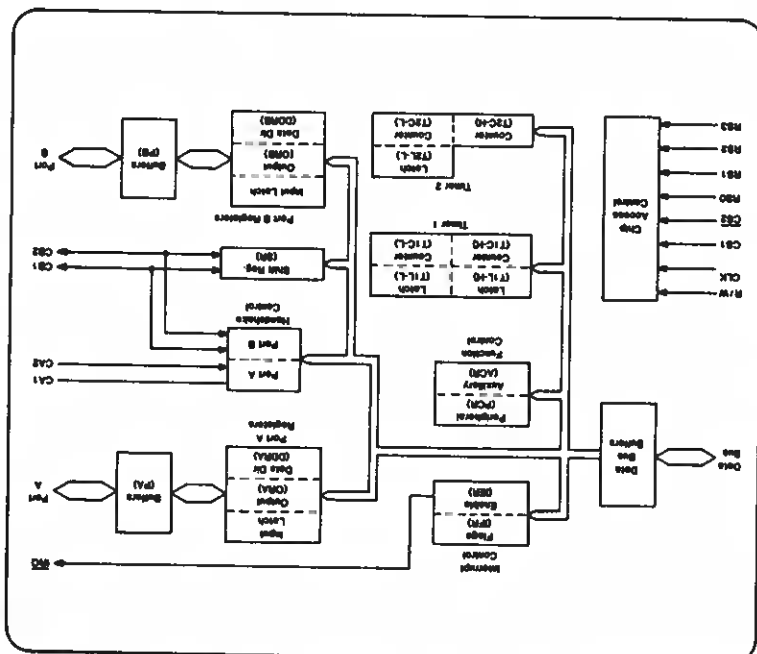 Interrupt
Control
Flags
(IFR)
Enable
(IER)
IRQ
Data
Bus
Data
Bus
Buffers
Peripheral
(PCR)
Auxiliary
(ACR)
Function
Control
Input
Latch
Output
(ORA)
Data Dir
(DDRA)
Port A
Registers
Buffers
(PA)
Port
A
R/W
CLK
CS1
CS2
RS0
RS1
RS2
RS3
Chip
Access
Control
Latch
(T1L-H)
Latch
(T1L-L)
Counter
(T1C-H)
Counter
(T1C-L)
Timer 1
Port A
Port B
Handshake
Control
CA1
CA2
Shift Reg.
(SR)
CB1
CB2
Timer 2
Latch
(T2L-L)
Counter
(T2C-H)
Counter
(T2C-L)
Port B Registers
Input Latch
Output
(ORB)
Data Dir
(DDRB)
Buffers
(PB)
Port
B